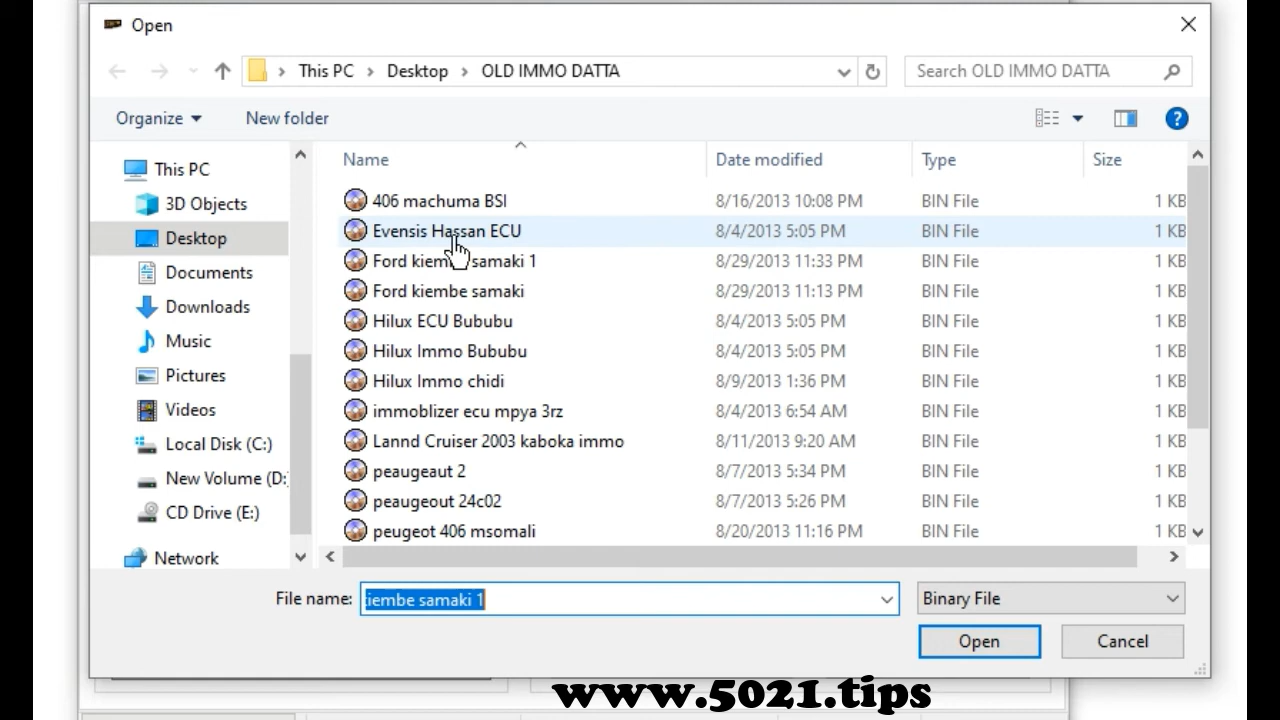 Open
This PC > Desktop > OLD IMMO DATTA
Search OLD IMMO DATTA
Organize
New folder
?
Name Date modified Type Size
This PC
3D Objects
Desktop
Documents
Downloads
Music
Pictures
Videos
Local Disk (C:)
New Volume (D:
CD Drive (E:)
Network
406 machuma BSI 8/16/2013 10:08 PM BIN File 1 KB
Evensis Hassan ECU 8/4/2013 5:05 PM BIN File 1 KB
Ford samaki 1 8/29/2013 11:33 PM BIN File 1 KB
Ford kiembe samaki 8/29/2013 11:13 PM BIN File 1 KB
Hilux ECU Bububu 8/4/2013 5:05 PM BIN File 1 KB
Hilux Immo Bububu 8/4/2013 5:05 PM BIN File 1 KB
Hilux Immo chidi 8/9/2013 1:36 PM BIN File 1 KB
immoblizer ecu mpya 3rz 8/4/2013 6:54 AM BIN File 1 KB
Lannd Cruiser 2003 kaboka immo 8/11/2013 9:20 AM BIN File 1 KB
peaugeaut 2 8/7/2013 5:34 PM BIN File 1 KB
peaugeout 24c02 8/7/2013 5:26 PM BIN File 1 KB
peugeot 406 msomali 8/20/2013 11:16 PM BIN File 1 KB
File name: iembe samaki 1
Binary File
Open
Cancel
www.5021.tips